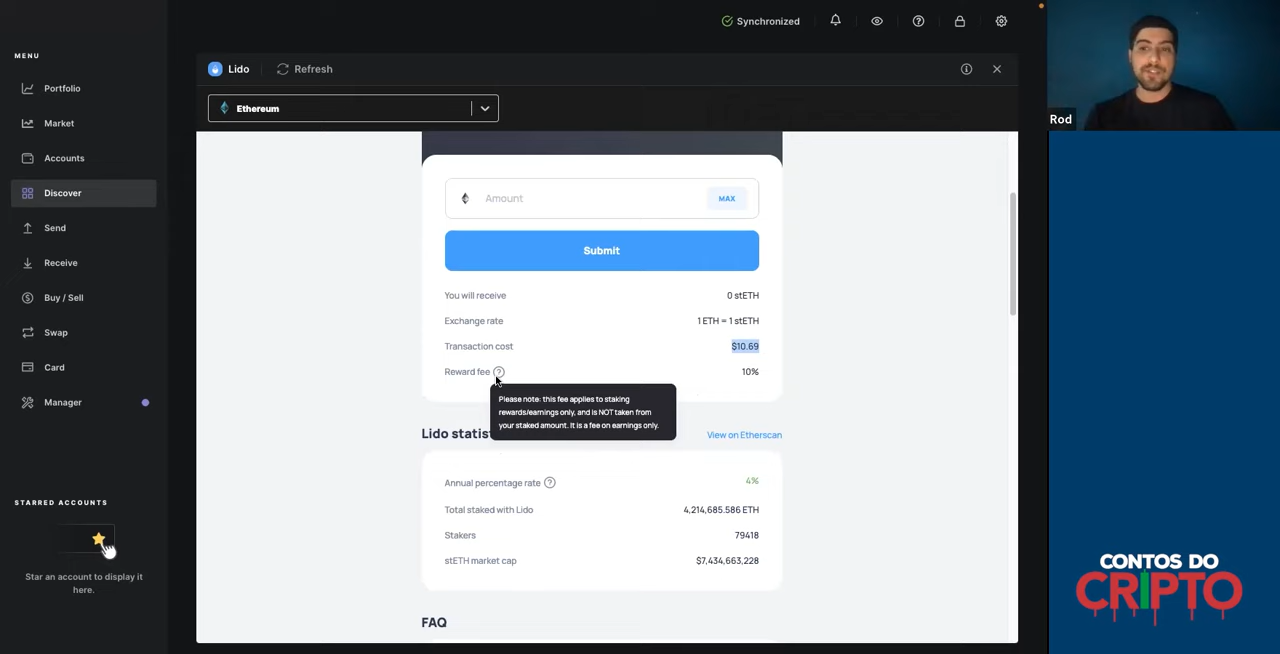 Synchronized
MENU
Portfolio
Market
Accounts
Discover
Send
Receive
Buy / Sell
Swap
Card
Manager
STARRED ACCOUNTS
Star an account to display it
here.
Lido
Refresh
Ethereum
Amount
MAX
Submit
You will receive
0 stETH
Exchange rate
1 ETH = 1 stETH
Transaction cost
$10.69
Reward fee
10%
Please note: this fee applies to staking
rewards/earnings only, and is NOT taken from
your staked amount. It is a fee on earnings only.
Lido statis
View on Etherscan
Annual percentage rate
4%
Total staked with Lido
4,214,685.586 ETH
Stakers
79418
stETH market cap
$7,434,663,228
FAQ
Rod
CONTOS DO
CRIPTO